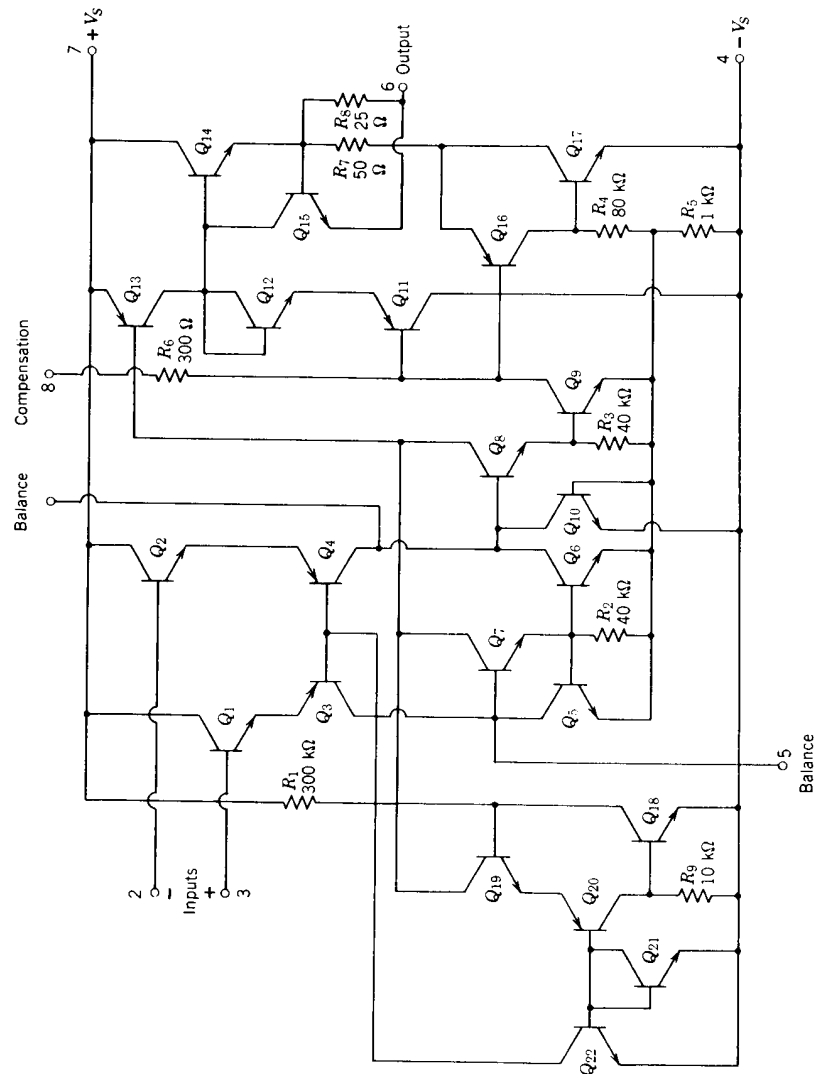 Compensation
8
7
+ V_S
Balance
Q13
Q14
R6
300 Ω
Q2
Q12
Q15
R7
50
Ω
R8
25
Ω
6
Output
Q1
Q4
Q3
Q11
Q16
2
−
Inputs
+
3
R1
300 kΩ
Q7
Q8
Q9
Q17
Q5
R2
40 kΩ
Q6
Q10
R3
40 kΩ
R4
80 kΩ
R5
1 kΩ
Q19
Q18
Q20
R9
10 kΩ
Q21
Q22
5
Balance
4
− V_S